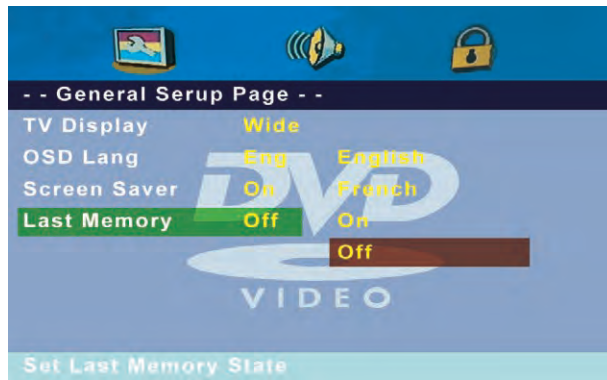 - - General Serup Page - -
TV Display Wide
OSD Lang Eng English
Screen Saver On French
Last Memory Off On
Off
DVD
VIDEO
Set Last Memory State